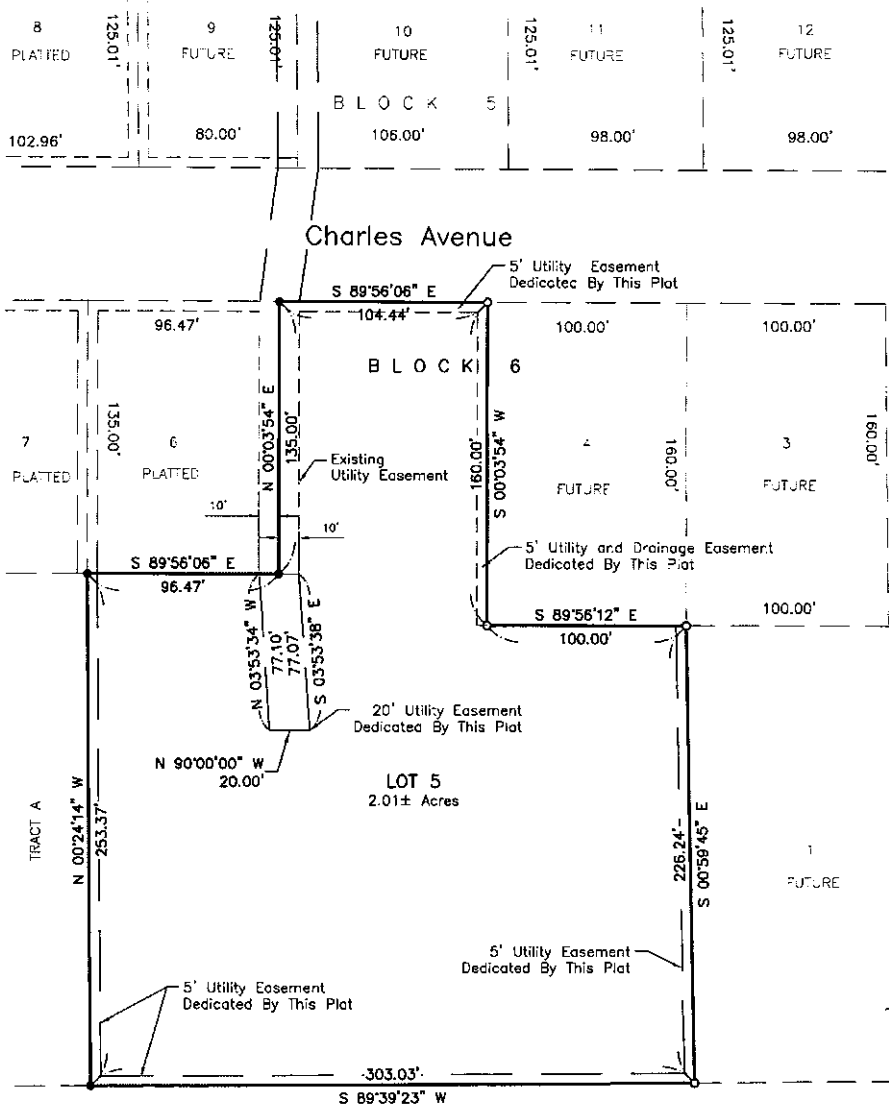 8
PLATTED
125.01'
102.96'
9
FUTURE
125.01'
80.00'
10
FUTURE
BLOCK 5
106.00'
125.01'
11
FUTURE
98.00'
125.01'
12
FUTURE
98.00'
Charles Avenue
5' Utility Easement
Dedicated By This Plat
S 89°56'06" E
104.44'
96.47'
100.00'
100.00'
BLOCK 6
7
PLATTED
135.00'
6
PLATTED
N 00°03'54" E
135.00'
Existing
Utility Easement
10'
10'
160.00'
S 00°03'54" W
4
FUTURE
160.00'
3
FUTURE
160.00'
5' Utility and Drainage Easement
Dedicated By This Plat
S 89°56'06" E
96.47'
S 89°56'12" E
100.00'
100.00'
N 03°53'34" W
77.10'
77.07'
S 03°53'38" E
20' Utility Easement
Dedicated By This Plat
N 90°00'00" W
20.00'
LOT 5
2.01± Acres
TRACT A
N 00°24'14" W
253.37'
226.24'
S 00°59'45" E
1
FUTURE
5' Utility Easement
Dedicated By This Plat
5' Utility Easement
Dedicated By This Plat
303.03'
S 89°39'23" W